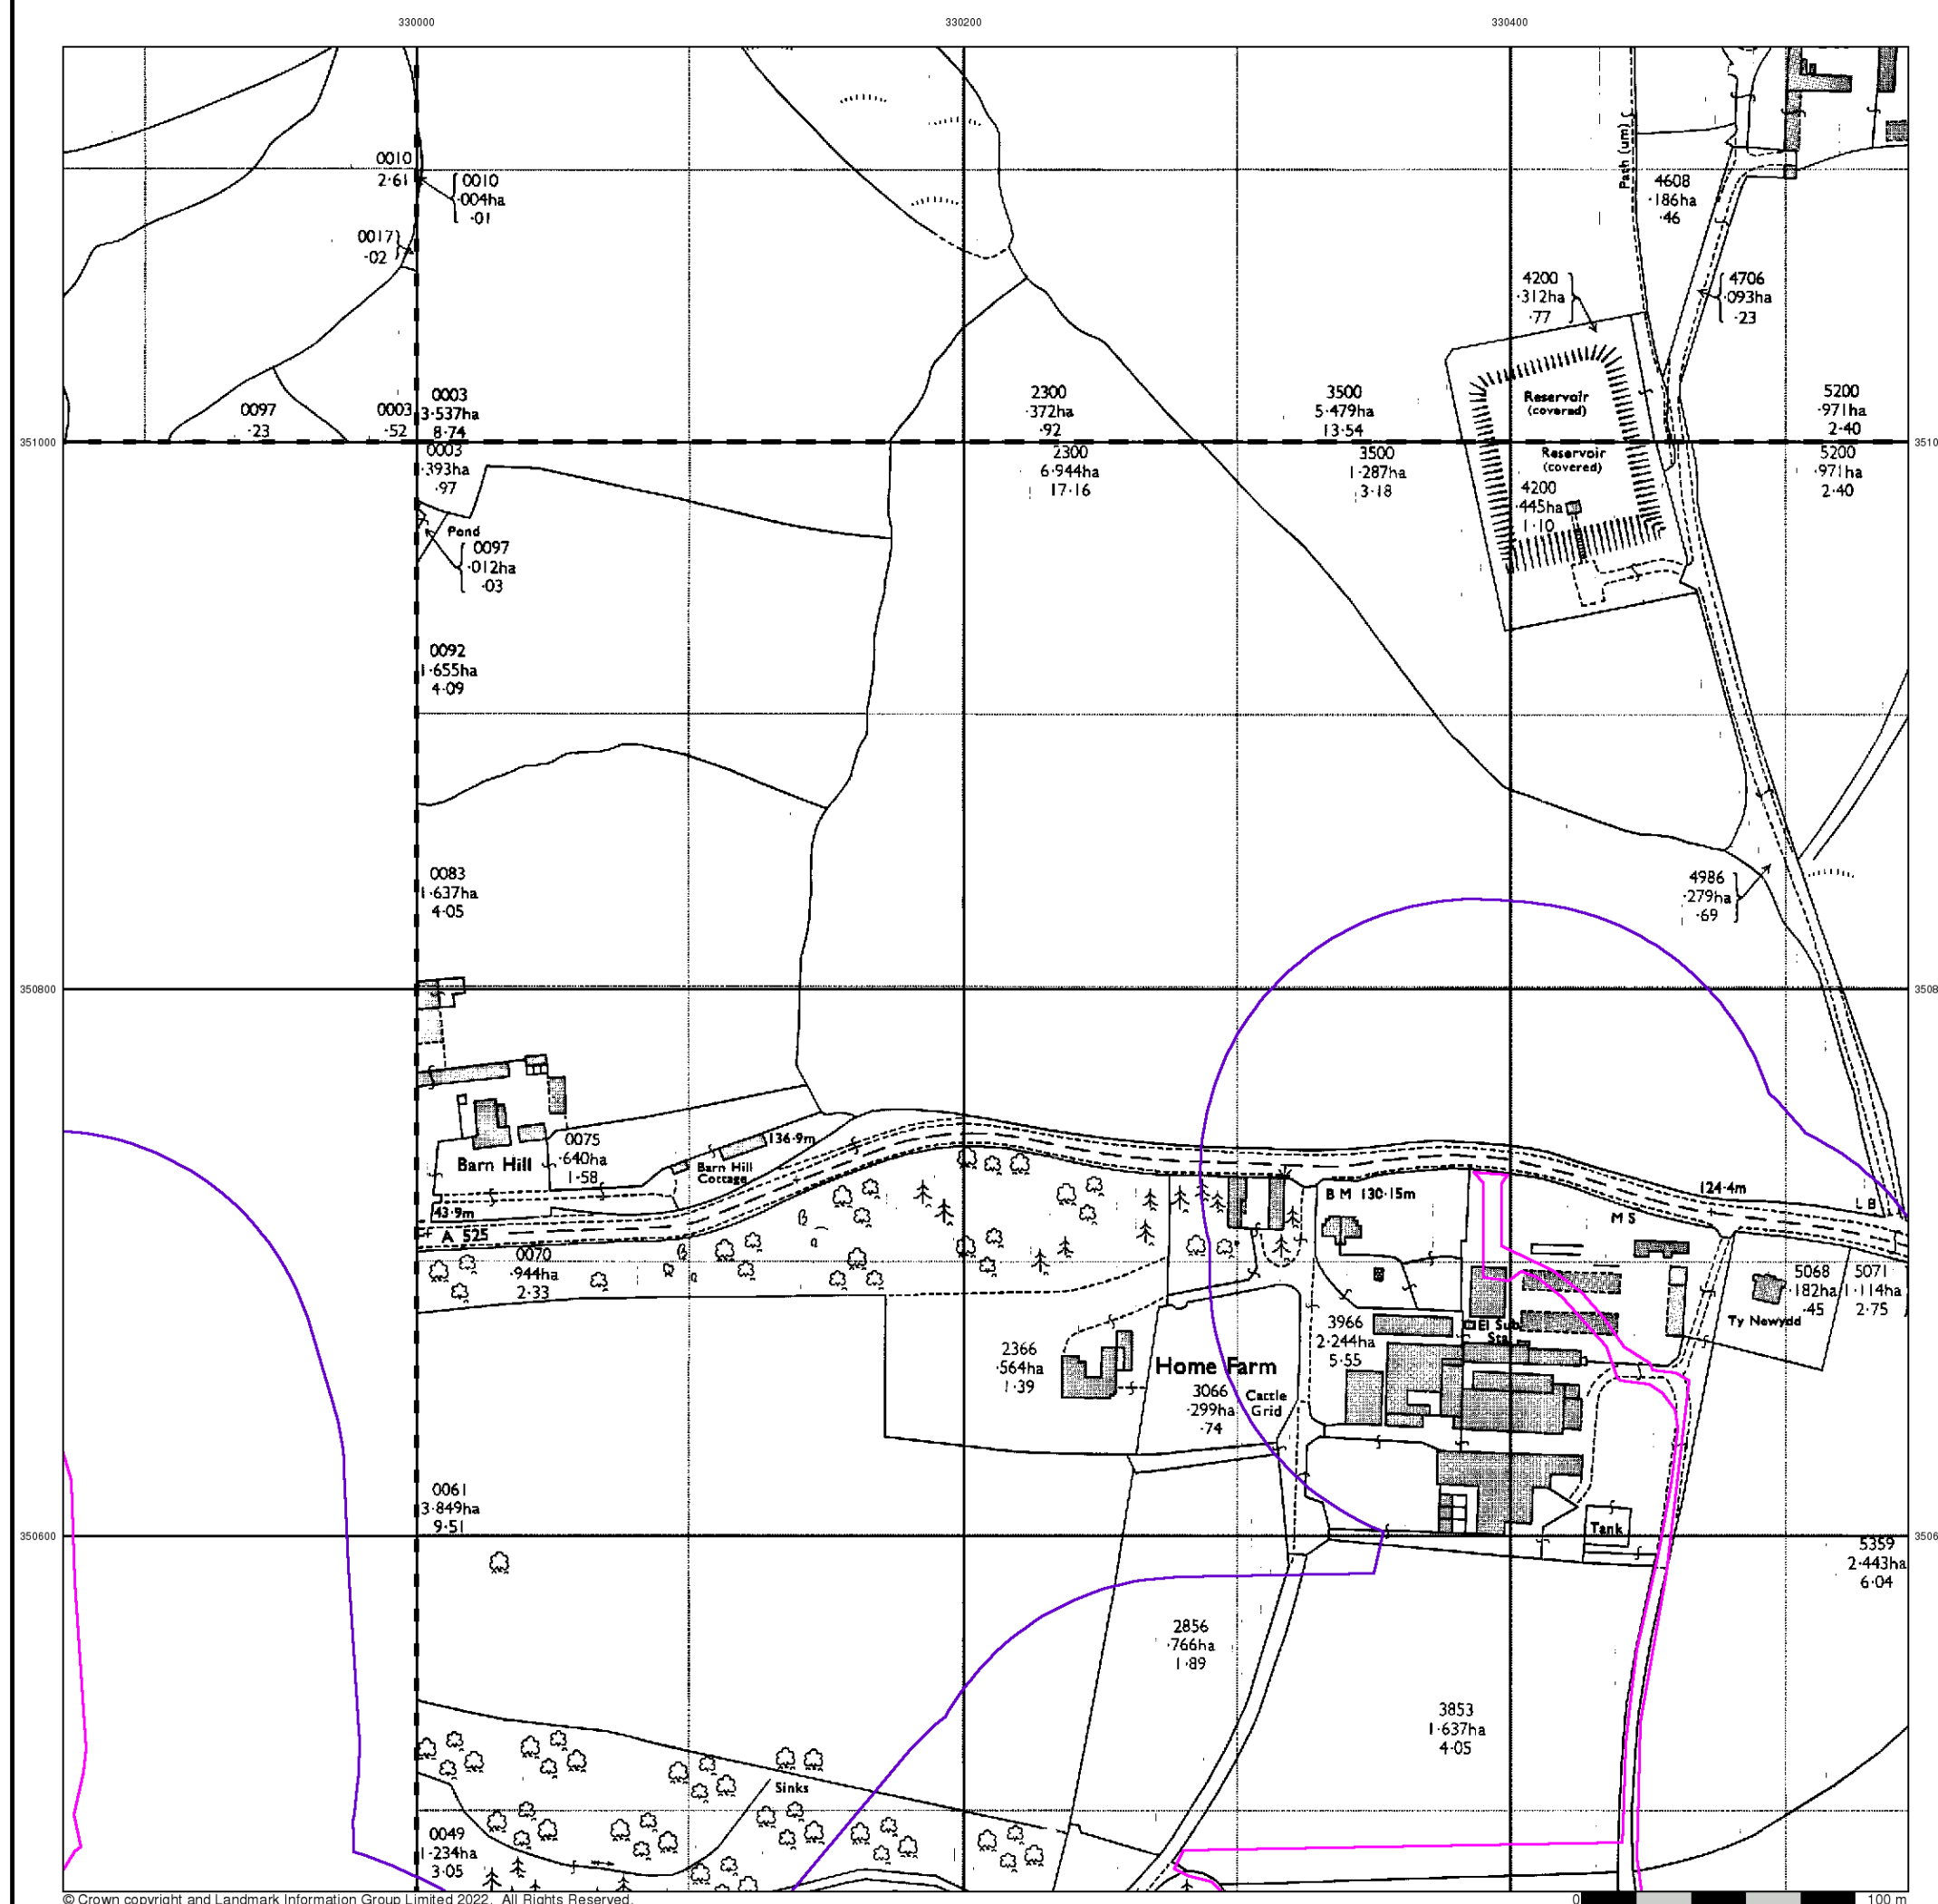 330000
330200
330400
0010
2·61
0010
·004ha
·01
0017
·02
Path (um)
4608
·186ha
·46
4200
·312ha
·77
4706
·093ha
·23
Reservoir
(covered)
0097
·23
0003
·52
0003
3·537ha
8·74
2300
·372ha
·92
3500
5·479ha
13·54
5200
·971ha
2·40
351000
3510
0003
·393ha
·97
2300
6·944ha
17·16
3500
1·287ha
3·18
Reservoir
(covered)
4200
·445ha
1·10
5200
·971ha
2·40
Pond
0097
·012ha
·03
0092
1·655ha
4·09
0083
1·637ha
4·05
4986
·279ha
·69
350800
3508
Barn Hill
0075
·640ha
1·58
Barn Hill
Cottage
136·9m
43·9m
A 525
0070
·944ha
2·33
B M 130·15m
124·4m
M S
L B
5068
·182ha
·45
5071
1·114ha
2·75
Ty Newydd
El Sub
Sta
3966
2·244ha
5·55
2366
·564ha
1·39
Home Farm
3066
·299ha
·74
Cattle
Grid
0061
3·849ha
9·51
Tank
350600
3506
5359
2·443ha
6·04
2856
·766ha
1·89
3853
1·637ha
4·05
Sinks
0049
1·234ha
3·05
© Crown copyright and Landmark Information Group Limited 2022. All Rights Reserved.
0
100 m